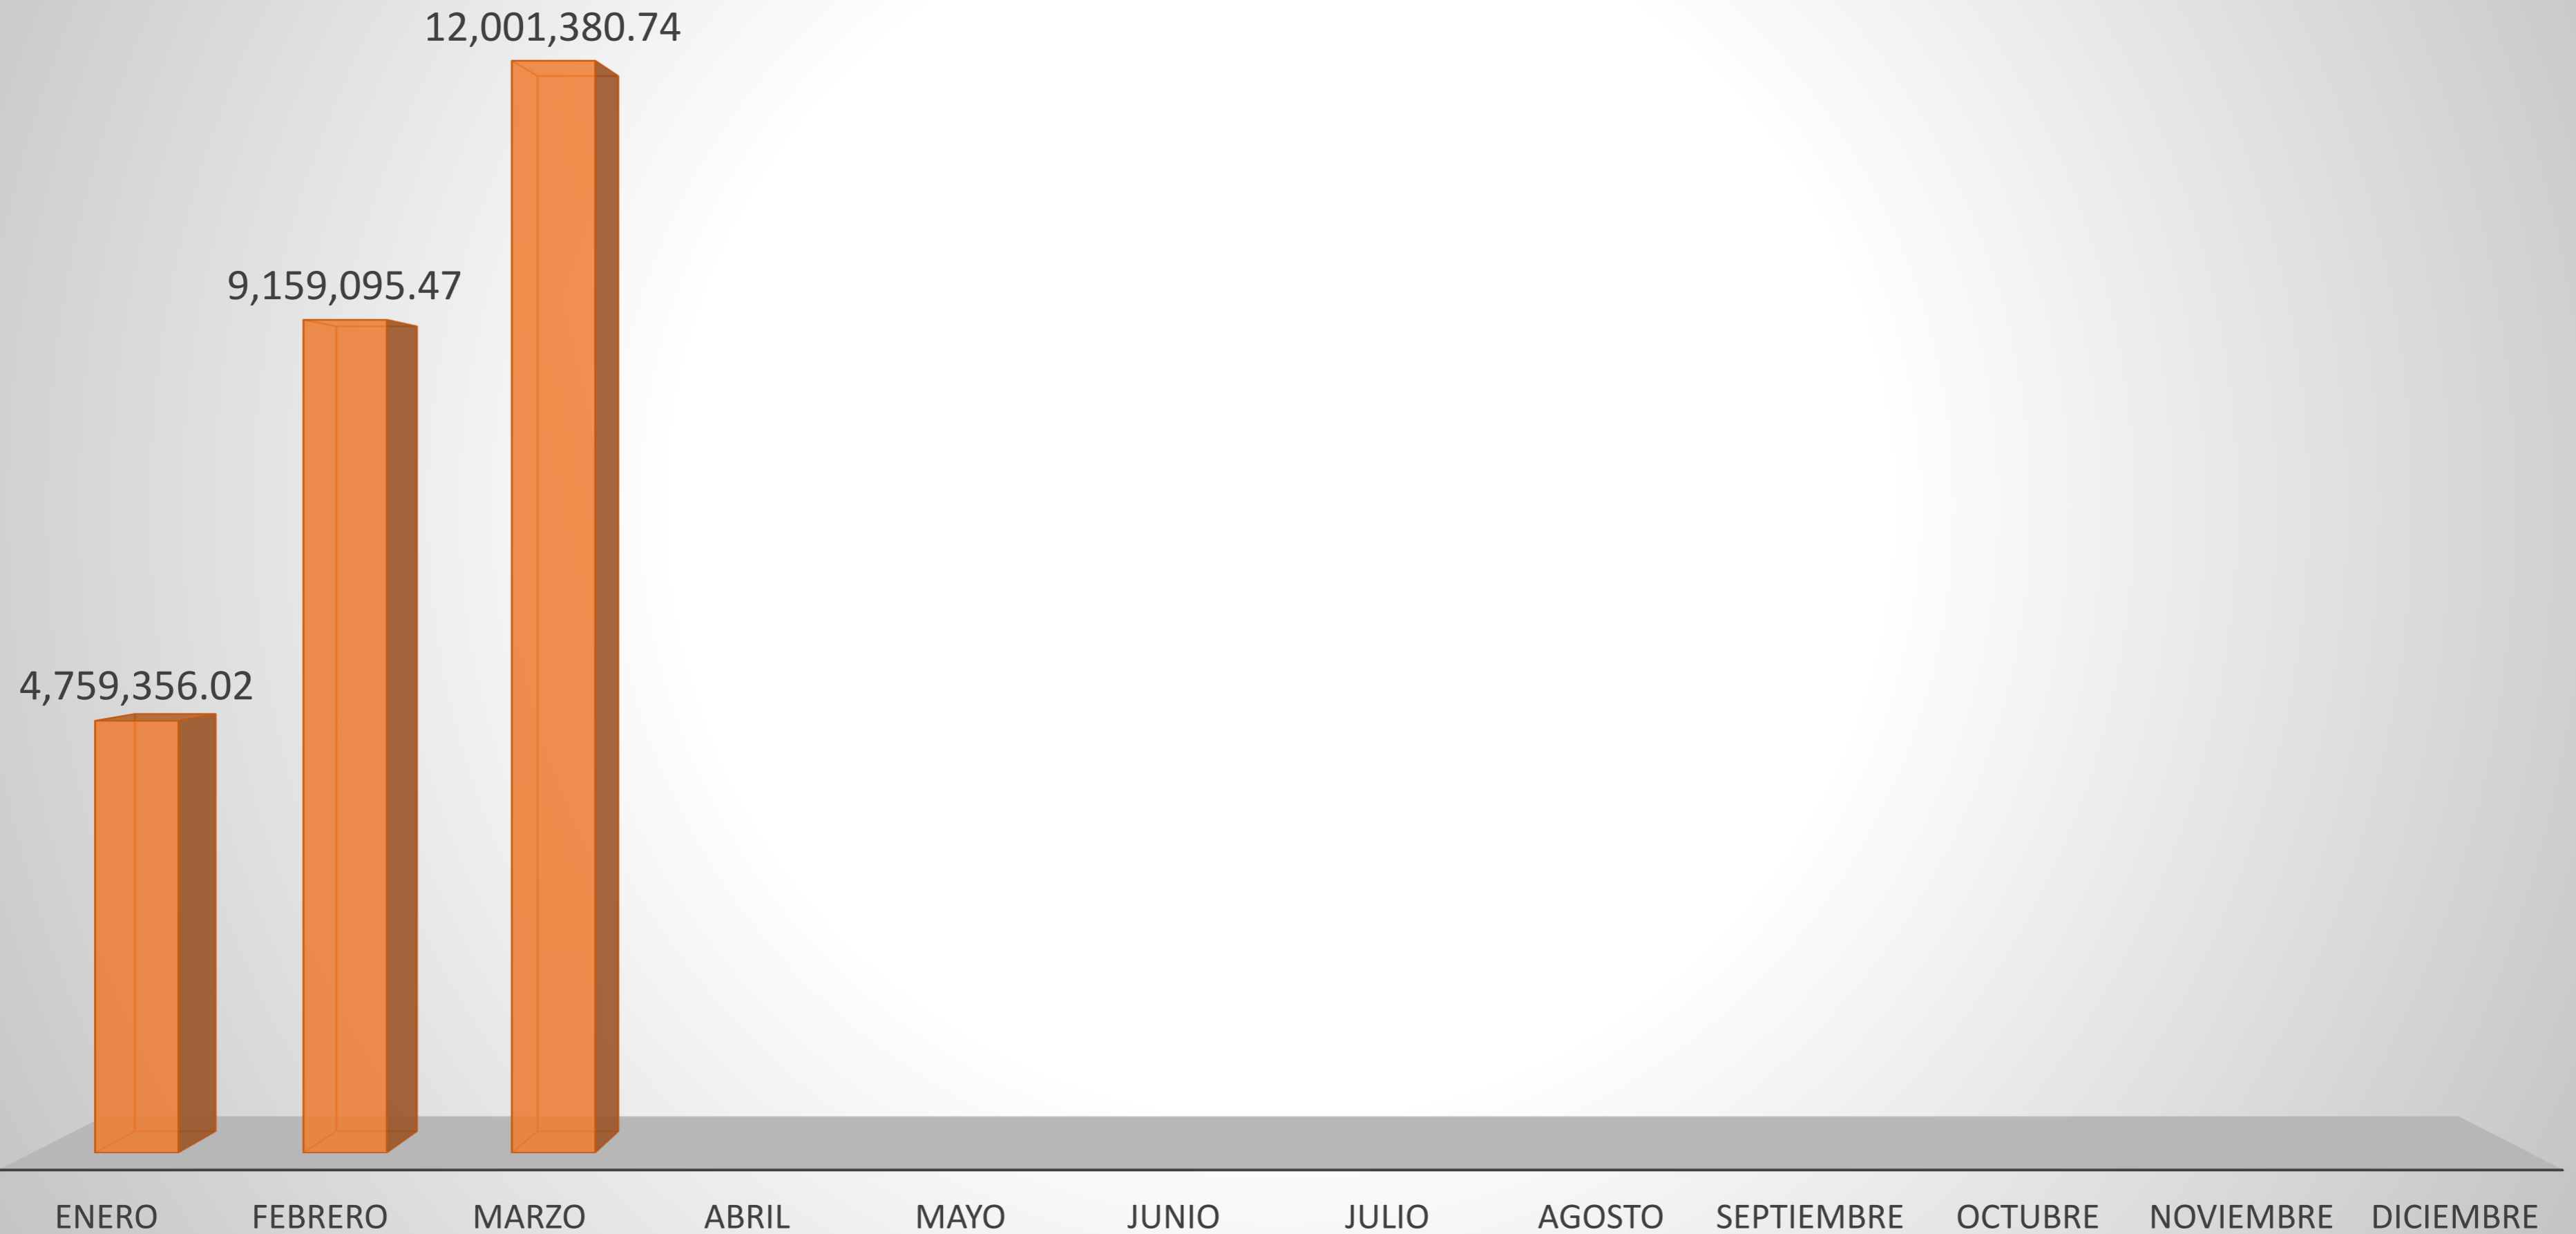 12,001,380.74
9,159,095.47
4,759,356.02
ENERO FEBRERO MARZO ABRIL MAYO JUNIO JULIO AGOSTO SEPTIEMBRE OCTUBRE NOVIEMBRE DICIEMBRE